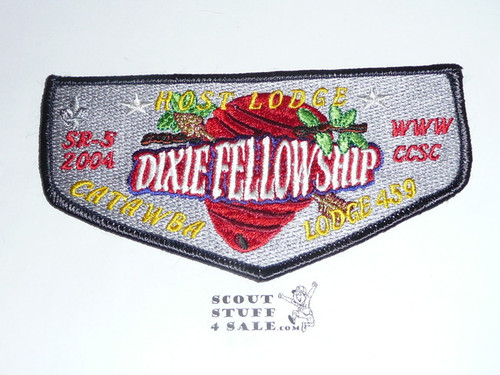 HOST LODGE
SR-5
2004
WWW
CCSC
DIXIE FELLOWSHIP
CATAWBA
LODGE 459
SCOUT
STUFF
4 SALE.com